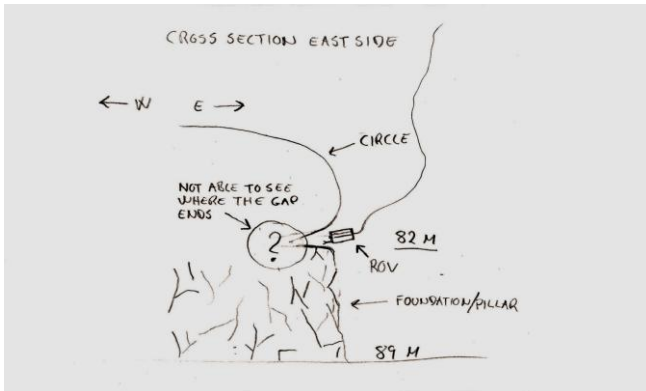 CROSS SECTION EAST SIDE
← W E →
CIRCLE
NOT ABLE TO SEE
WHERE THE GAP
ENDS
?
82 M
ROV
FOUNDATION/PILLAR
89 M